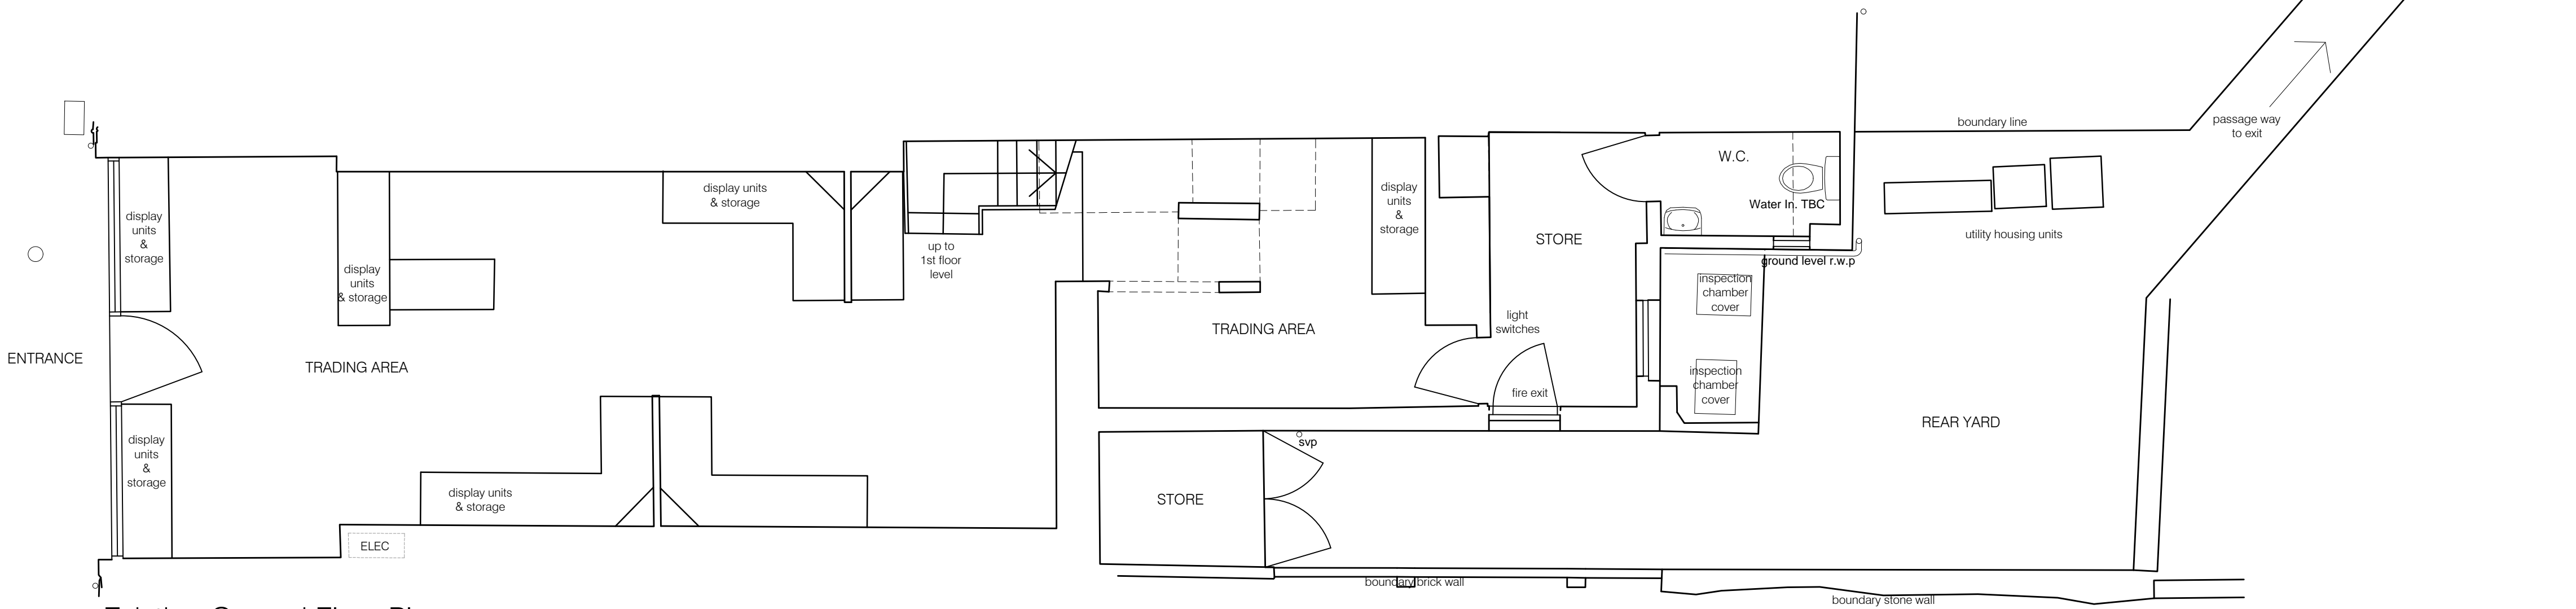 ENTRANCE
display
units
&
storage
display
units
&
storage
display
units
& storage
TRADING AREA
ELEC
display units
& storage
display units
& storage
up to
1st floor
level
TRADING AREA
display
units
&
storage
STORE
light
switches
fire exit
STORE
svp
W.C.
Water In. TBC
ground level r.w.p
inspection
chamber
cover
inspection
chamber
cover
boundary line
passage way
to exit
utility housing units
REAR YARD
boundary brick wall
boundary stone wall